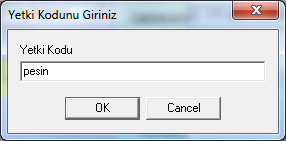 Yetki Kodunu Giriniz
Yetki Kodu
pesin
OK
Cancel